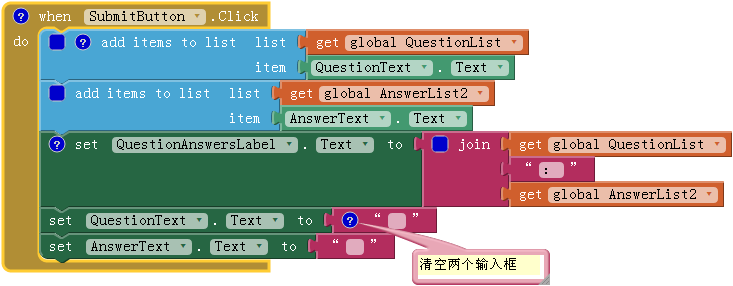 ? when SubmitButton .Click
do ? add items to list list get global QuestionList
item QuestionText . Text
add items to list list get global AnswerList2
item AnswerText . Text
? set QuestionAnswersLabel . Text to join get global QuestionList
“ : ”
get global AnswerList2
set QuestionText . Text to ? “ ”
set AnswerText . Text to “ ”
清空两个输入框